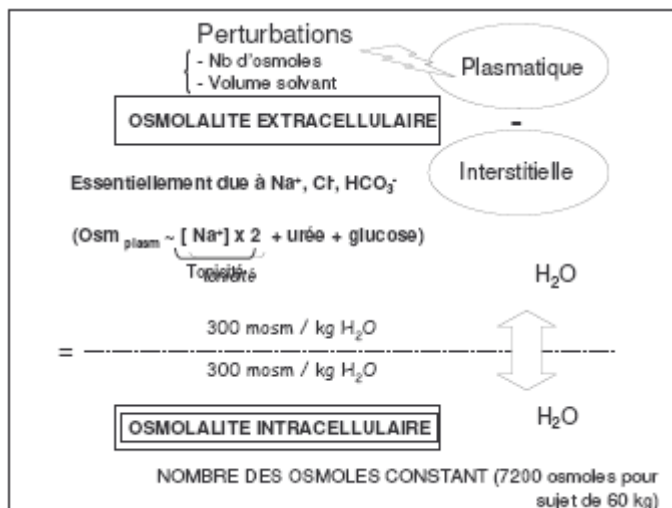 Perturbations
- Nb d'osmoles
- Volume solvant
Plasmatique
OSMOLALITE EXTRACELLULAIRE
-
Interstitielle
Essentiellement due à Na⁺, Cl⁻, HCO₃⁻
(Osm plasm ~ [ Na⁺] x 2 + urée + glucose)
Tonicité
H₂O
300 mosm / kg H₂O
=
300 mosm / kg H₂O
H₂O
OSMOLALITE INTRACELLULAIRE
NOMBRE DES OSMOLES CONSTANT (7200 osmoles pour
sujet de 60 kg)